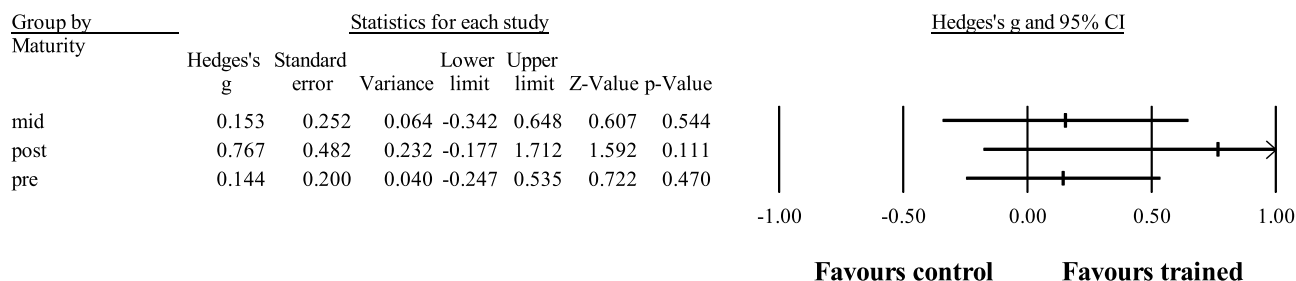 Group by Statistics for each study Hedges's g and 95% CI
Maturity
Hedges's Standard Lower Upper
g error Variance limit limit Z-Value p-Value
mid 0.153 0.252 0.064 -0.342 0.648 0.607 0.544
post 0.767 0.482 0.232 -0.177 1.712 1.592 0.111
pre 0.144 0.200 0.040 -0.247 0.535 0.722 0.470
-1.00 -0.50 0.00 0.50 1.00
Favours control Favours trained